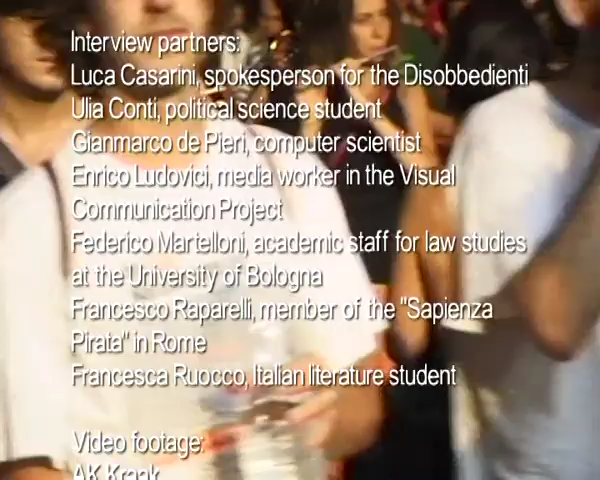 Interview partners:
Luca Casarini, spokesperson for the Disobbedienti
Ulia Conti, political science student
Gianmarco de Pieri, computer scientist
Enrico Ludovici, media worker in the Visual
Communication Project
Federico Martelloni, academic staff for law studies
at the University of Bologna
Francesco Raparelli, member of the "Sapienza
Pirata" in Rome
Francesca Ruocco, Italian literature student
Video footage:
AK Kraak